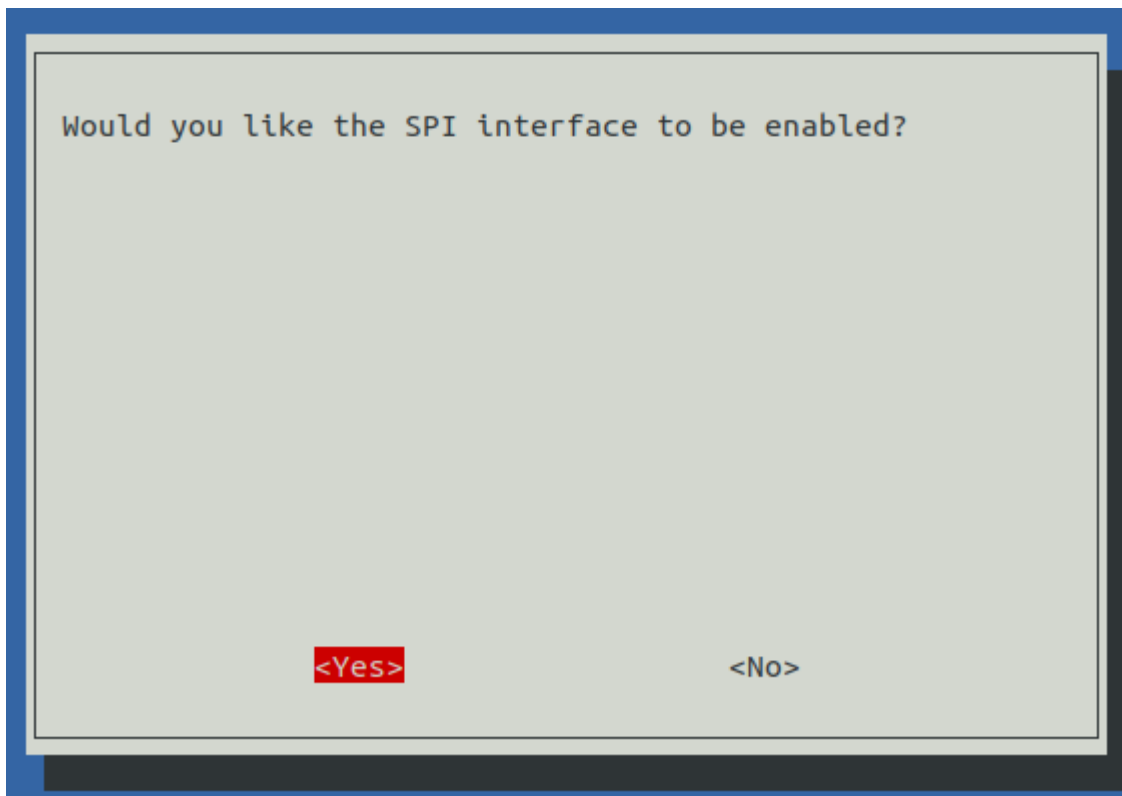 Would you like the SPI interface to be enabled?
<Yes> <No>